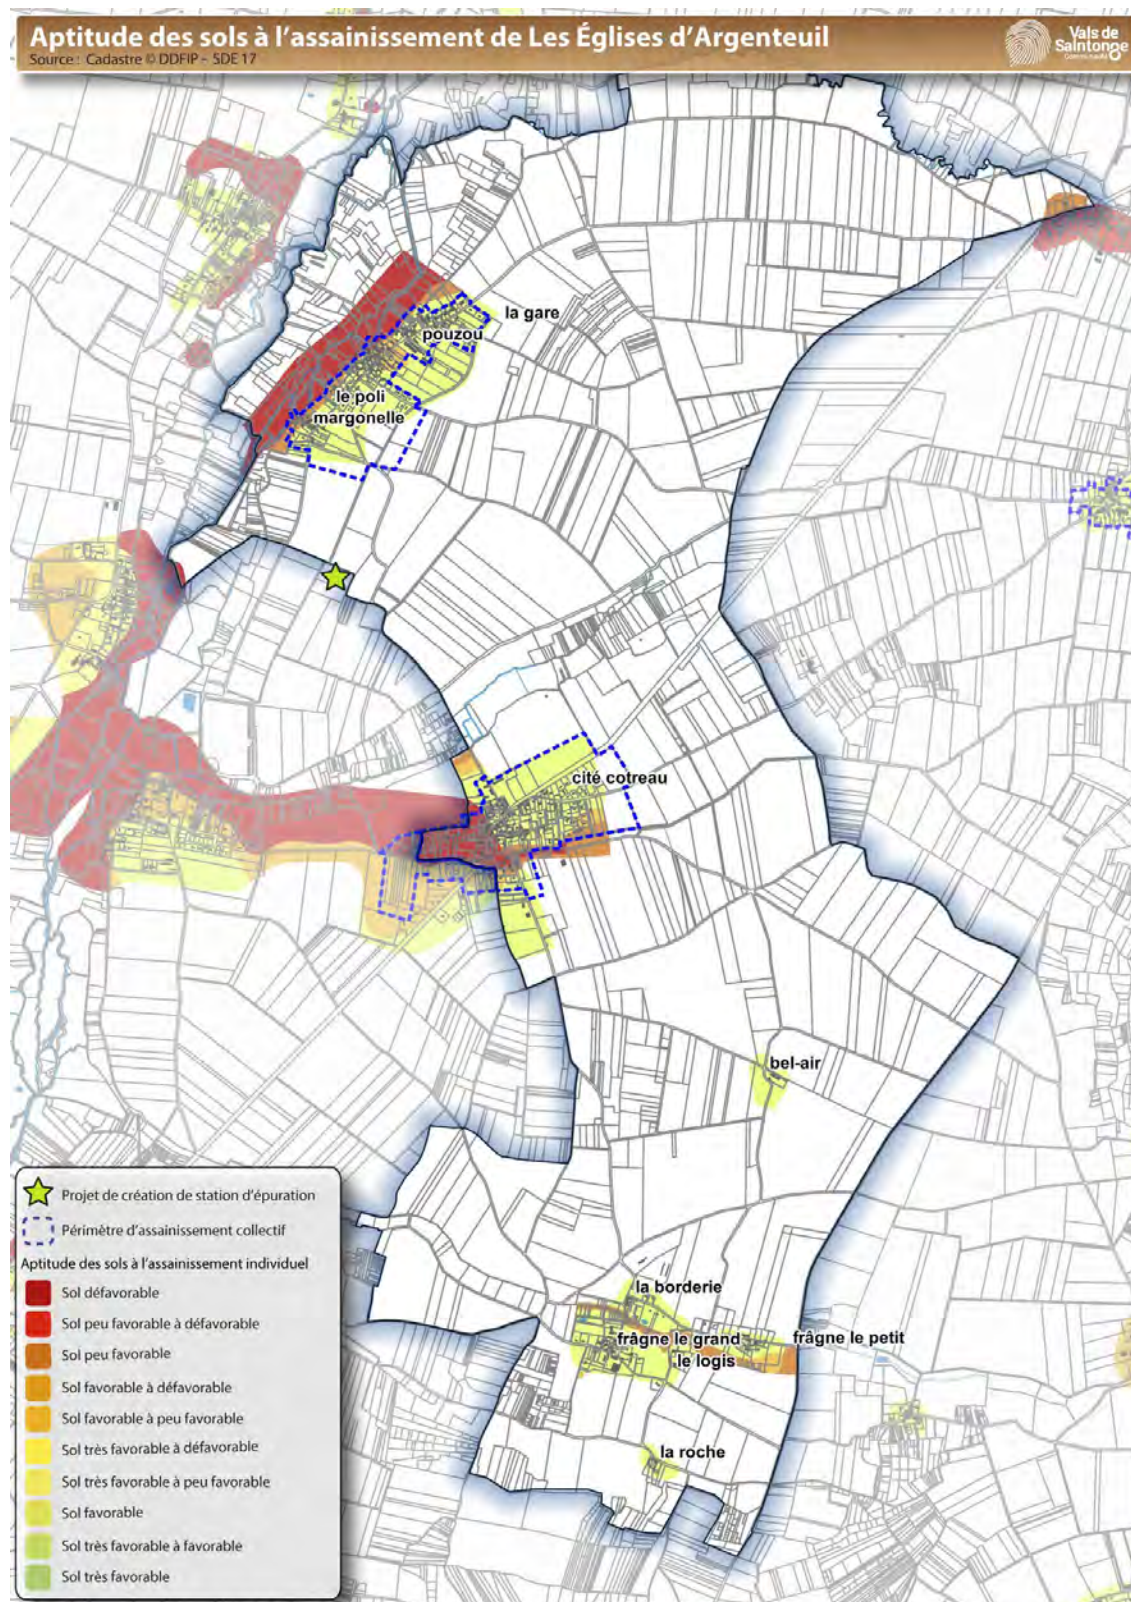 Aptitude des sols à l'assainissement de Les Églises d'Argenteuil
Source : Cadastre © DDFIP - SDE 17
Vals de
Saintonge
Communauté
la gare
pouzou
le poli
margonelle
cité cotreau
bel-air
la borderie
frâgne le grand
frâgne le petit
le logis
la roche
Projet de création de station d'épuration
Périmètre d'assainissement collectif
Aptitude des sols à l'assainissement individuel
Sol défavorable
Sol peu favorable à défavorable
Sol peu favorable
Sol favorable à défavorable
Sol favorable à peu favorable
Sol très favorable à défavorable
Sol très favorable à peu favorable
Sol favorable
Sol très favorable à favorable
Sol très favorable